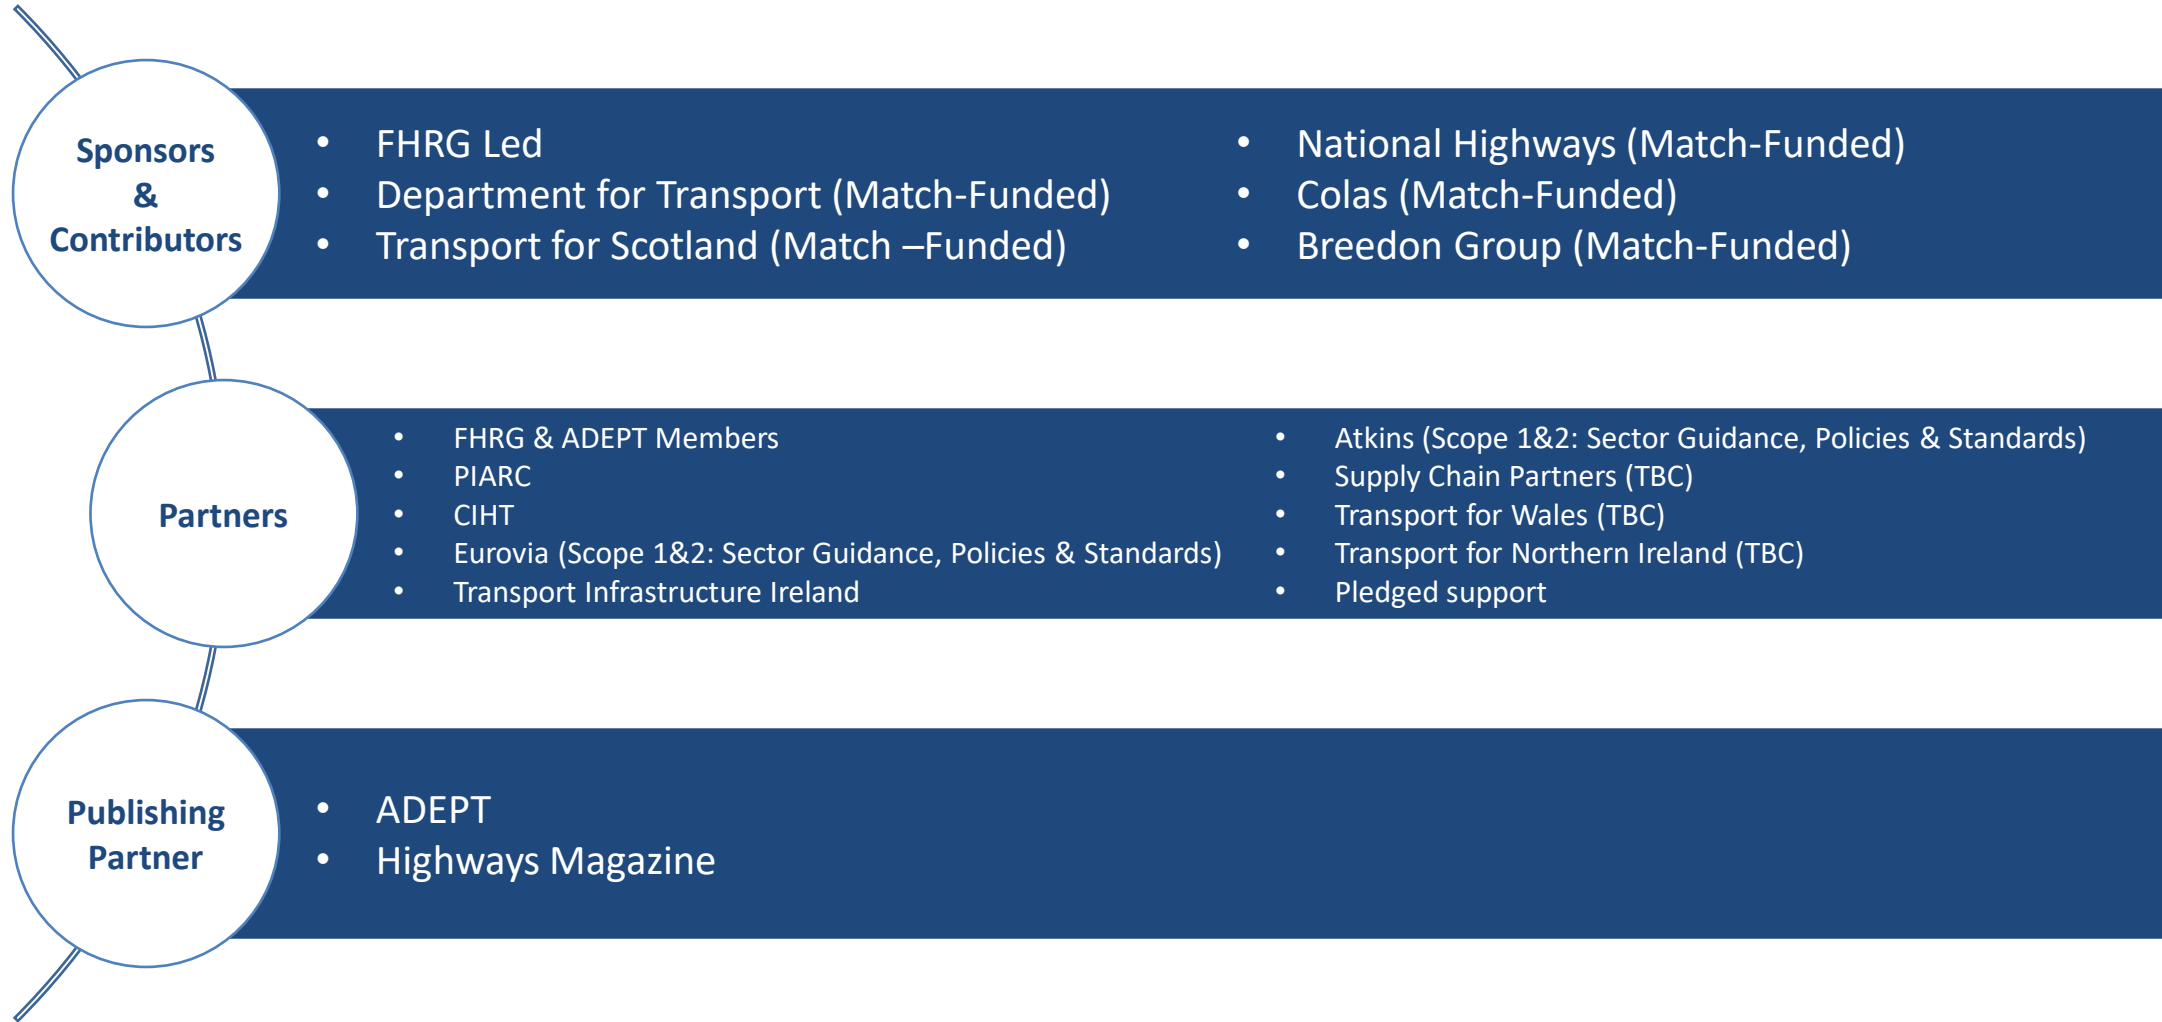 Sponsors
&
Contributors
• FHRG Led
• Department for Transport (Match-Funded)
• Transport for Scotland (Match –Funded)
• National Highways (Match-Funded)
• Colas (Match-Funded)
• Breedon Group (Match-Funded)
Partners
• FHRG & ADEPT Members
• PIARC
• CIHT
• Eurovia (Scope 1&2: Sector Guidance, Policies & Standards)
• Transport Infrastructure Ireland
• Atkins (Scope 1&2: Sector Guidance, Policies & Standards)
• Supply Chain Partners (TBC)
• Transport for Wales (TBC)
• Transport for Northern Ireland (TBC)
• Pledged support
Publishing
Partner
• ADEPT
• Highways Magazine